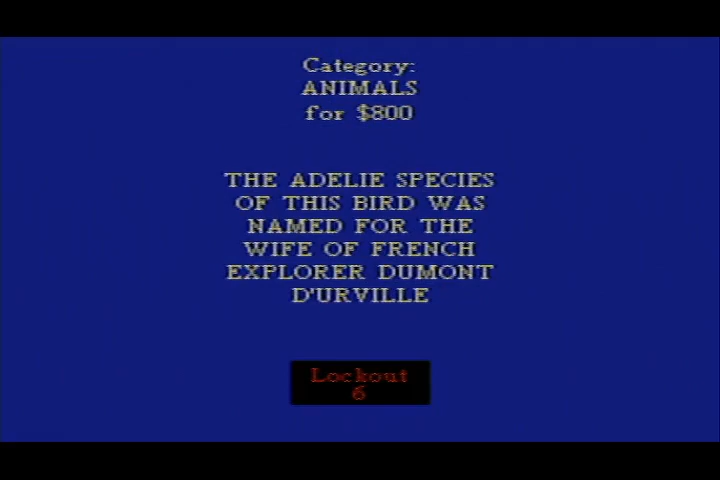 Category:
ANIMALS
for $800
THE ADELIE SPECIES
OF THIS BIRD WAS
NAMED FOR THE
WIFE OF FRENCH
EXPLORER DUMONT
D'URVILLE
Lockout
6